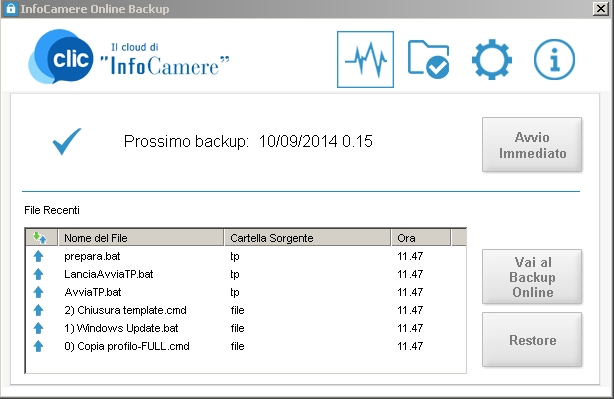 InfoCamere Online Backup
clic
Il cloud di
"InfoCamere"
Prossimo backup: 10/09/2014 0.15
Avvio
Immediato
File Recenti
Nome del File Cartella Sorgente Ora
prepara.bat tp 11.47
LanciaAvviaTP.bat tp 11.47
AvviaTP.bat tp 11.47
2) Chiusura template.cmd file 11.47
1) Windows Update.bat file 11.47
0) Copia profilo-FULL.cmd file 11.47
Vai al
Backup
Online
Restore